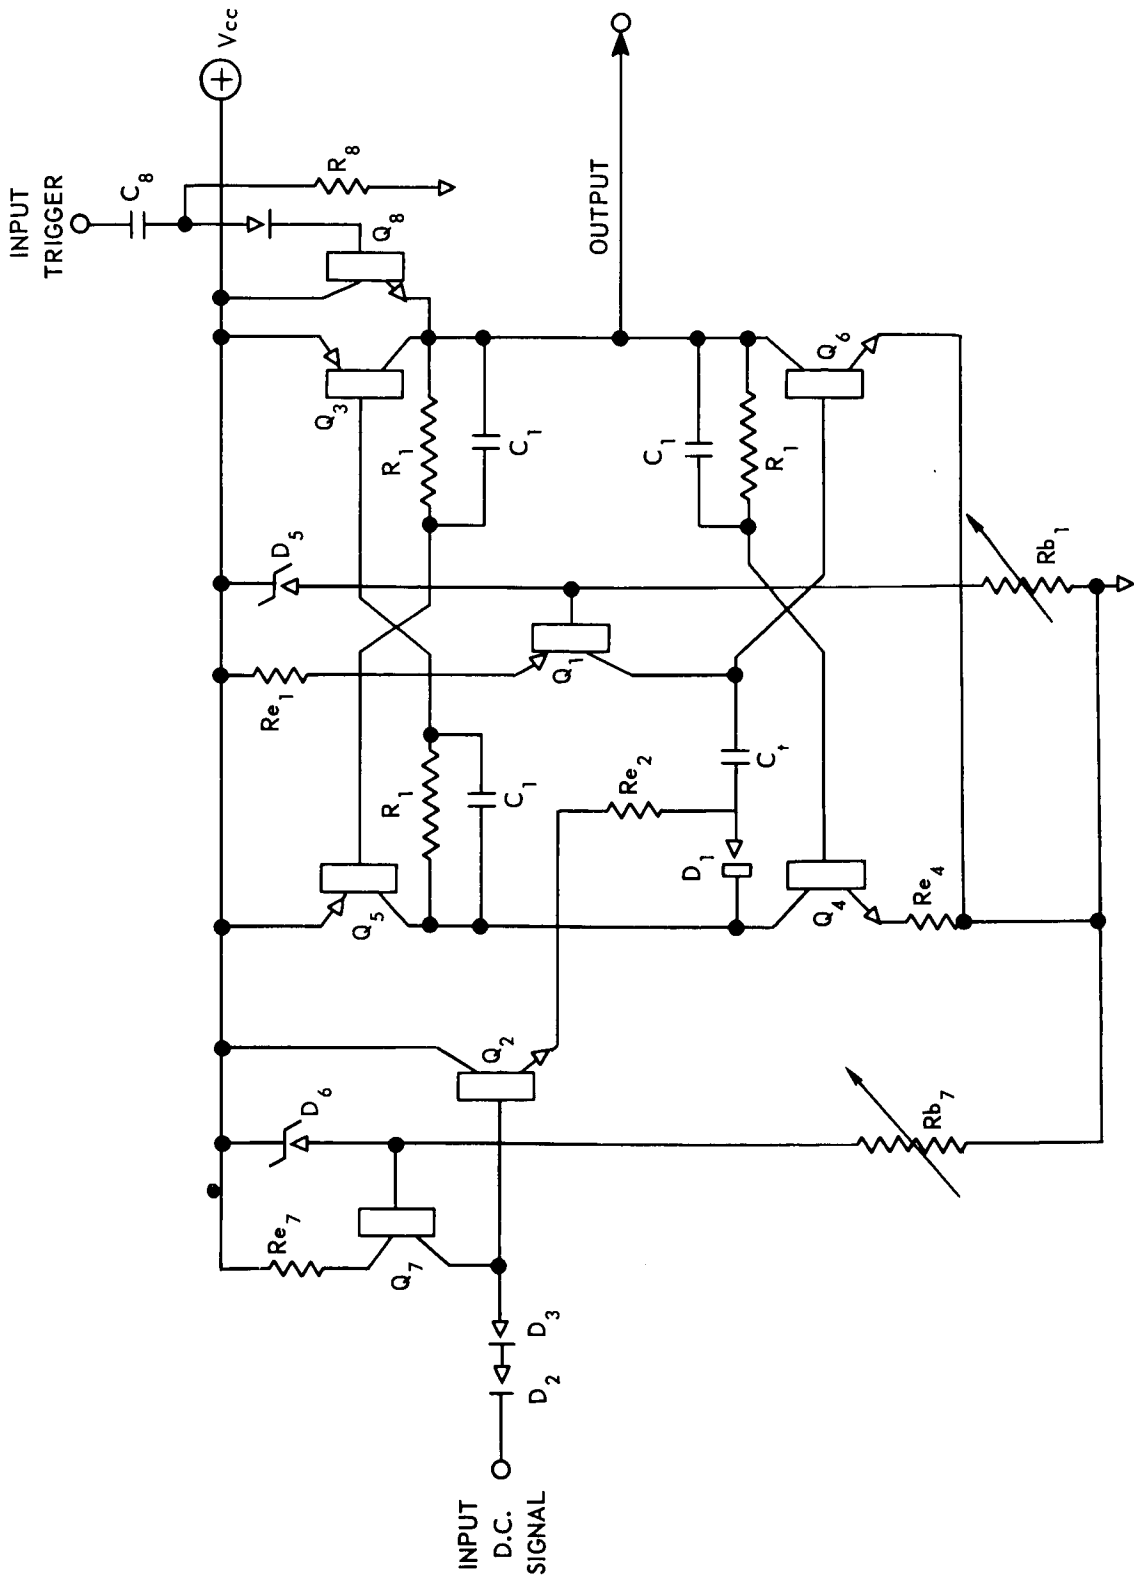 INPUT
TRIGGER
C8
Vcc
R8
Q8
OUTPUT
Q3
R1
C1
C1
R1
Q6
D5
Rb1
Re1
Q1
R1
C1
Re2
Ct
D1
Q5
Q4
Re4
Q2
D6
Rb7
Re7
Q7
D3
D2
INPUT
D.C.
SIGNAL